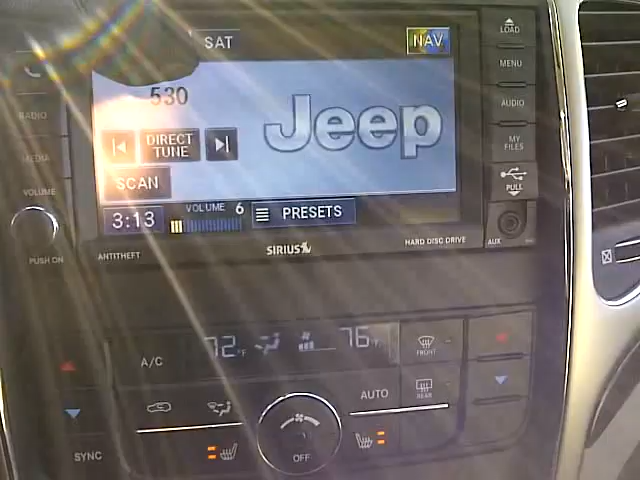 SAT
NAV
530
Jeep
DIRECT
TUNE
SCAN
3:13
VOLUME 6
PRESETS
LOAD
MENU
AUDIO
MY
FILES
PULL
AUX
RADIO
MEDIA
VOLUME
PUSH ON
ANTITHEFT
SIRIUS
HARD DISC DRIVE
A/C
72°F
76°F
FRONT
REAR
AUTO
SYNC
OFF